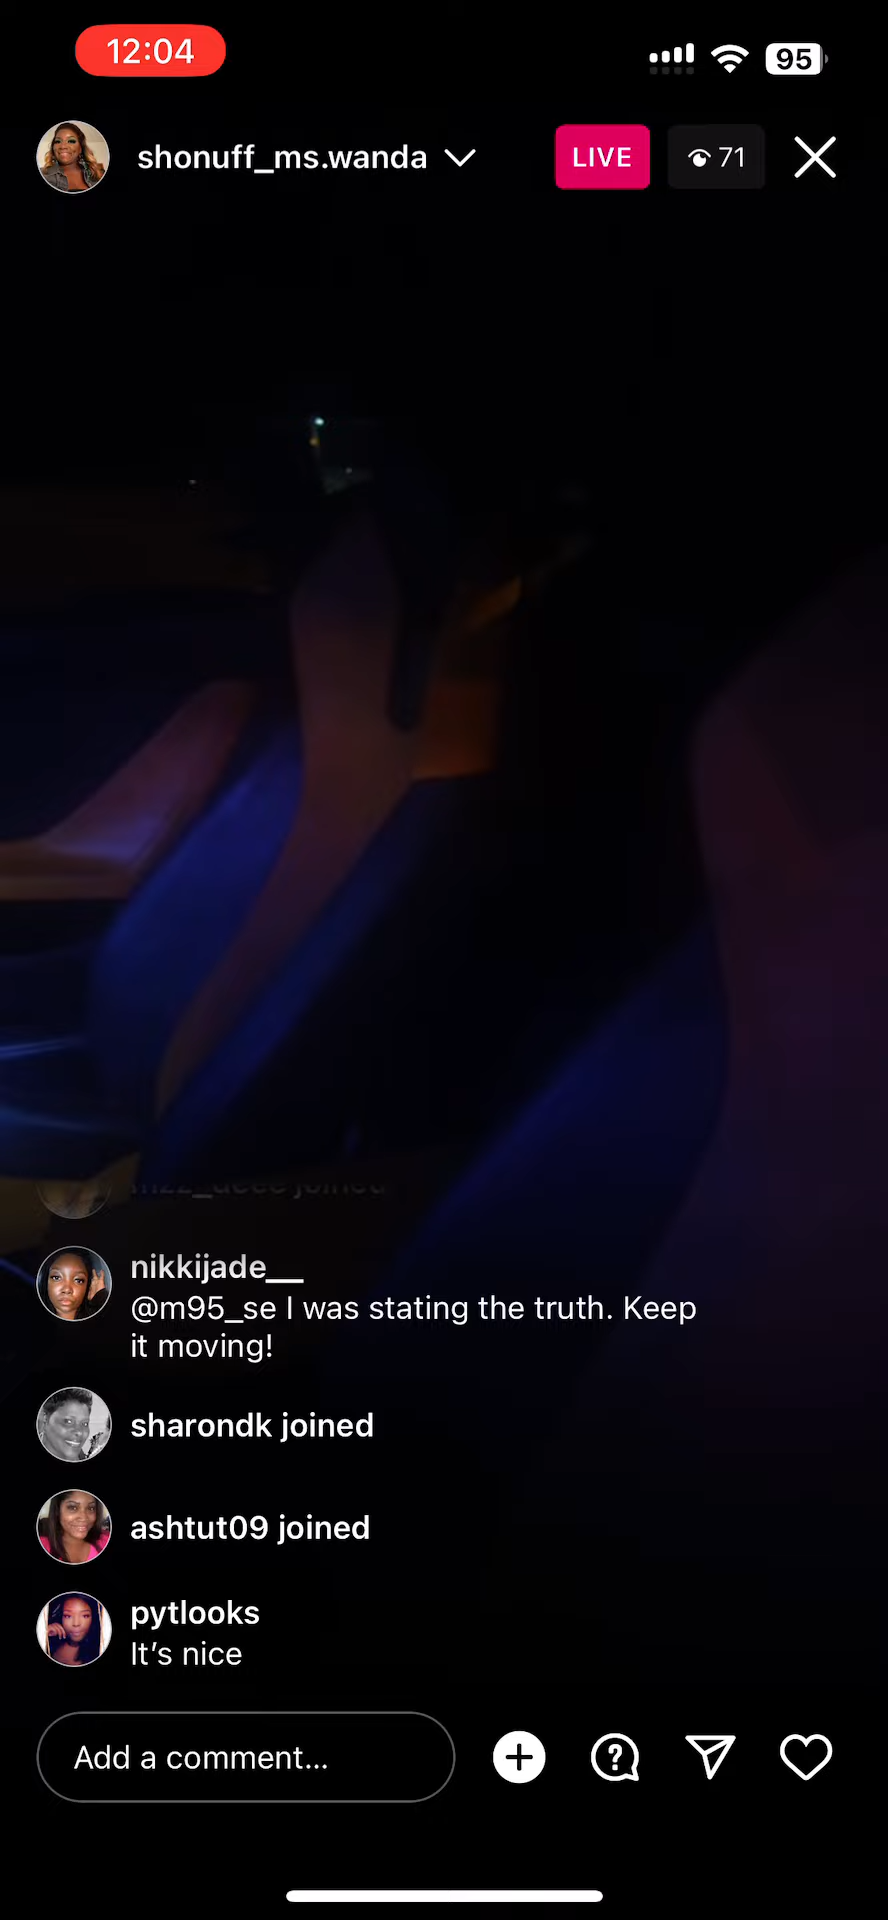 12:04
95
shonuff_ms.wanda
LIVE
71
nikkijade__
@m95_se I was stating the truth. Keep
it moving!
sharondk joined
ashtut09 joined
pytlooks
It's nice
Add a comment...